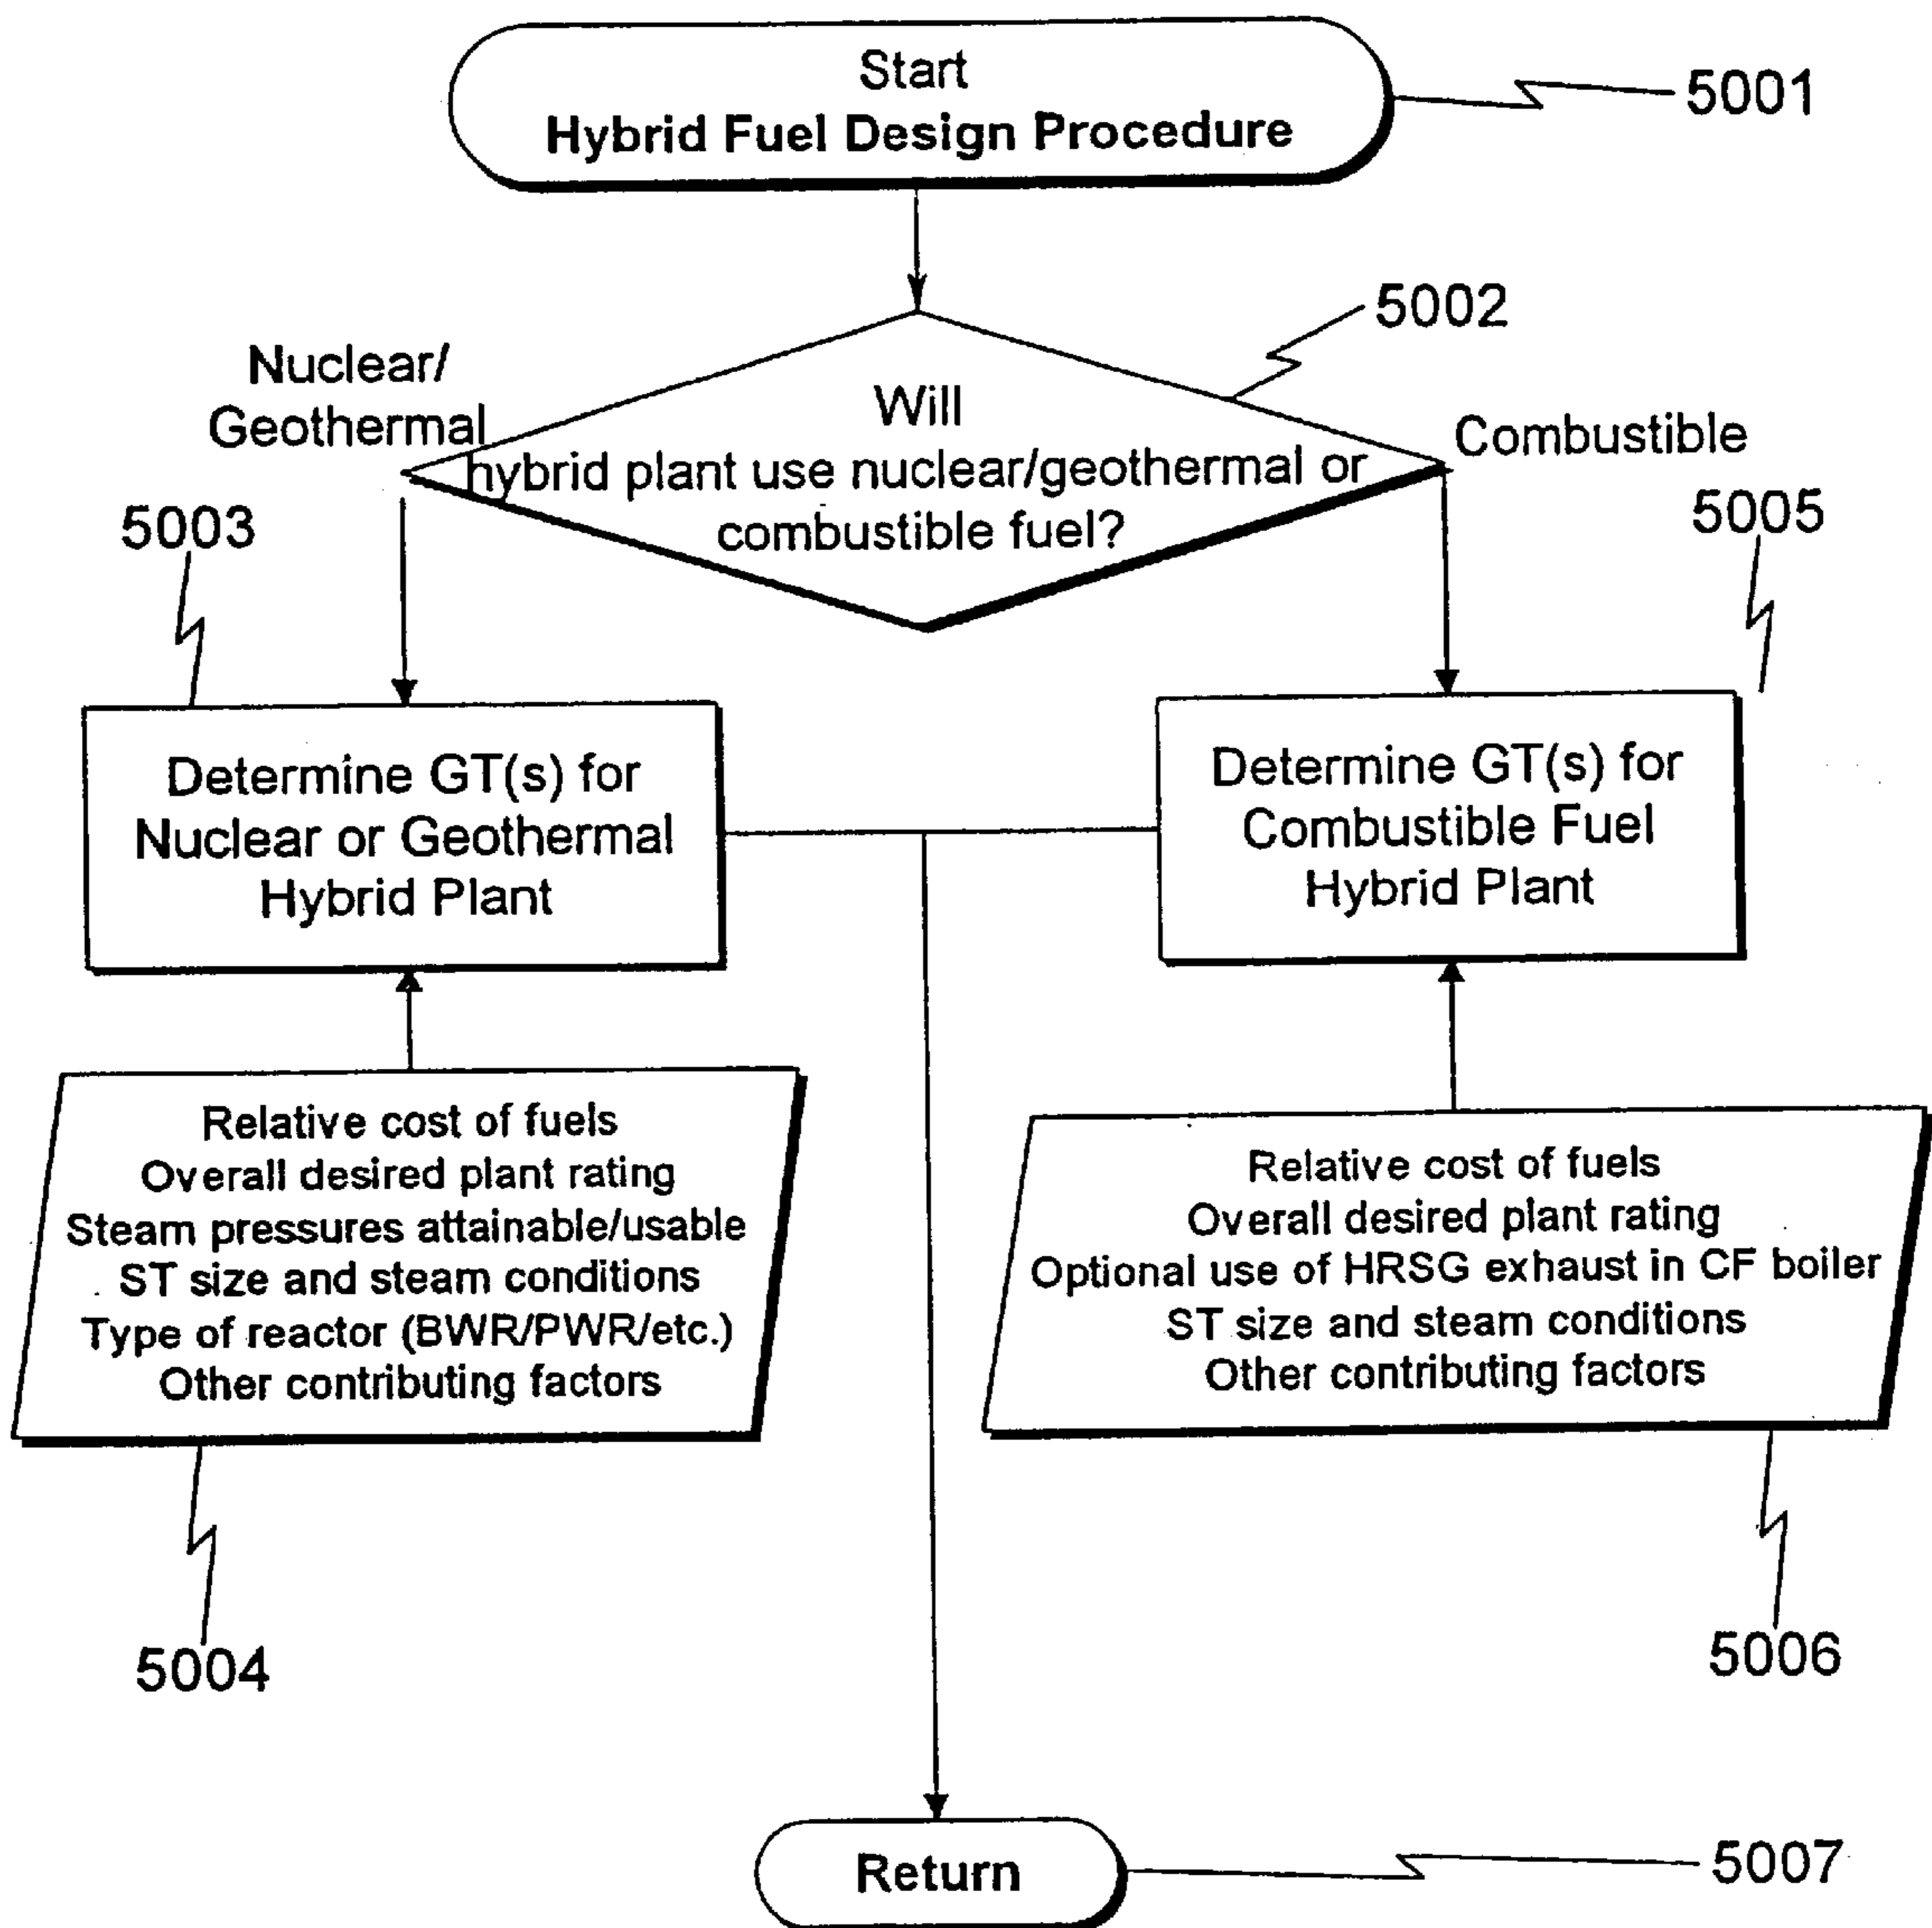 Start
Hybrid Fuel Design Procedure
5001
5002
Nuclear/
Geothermal
Will
hybrid plant use nuclear/geothermal or
combustible fuel?
Combustible
5003
5005
Determine GT(s) for
Nuclear or Geothermal
Hybrid Plant
Determine GT(s) for
Combustible Fuel
Hybrid Plant
Relative cost of fuels
Overall desired plant rating
Steam pressures attainable/usable
ST size and steam conditions
Type of reactor (BWR/PWR/etc.)
Other contributing factors
Relative cost of fuels
Overall desired plant rating
Optional use of HRSG exhaust in CF boiler
ST size and steam conditions
Other contributing factors
5004
5006
Return
5007